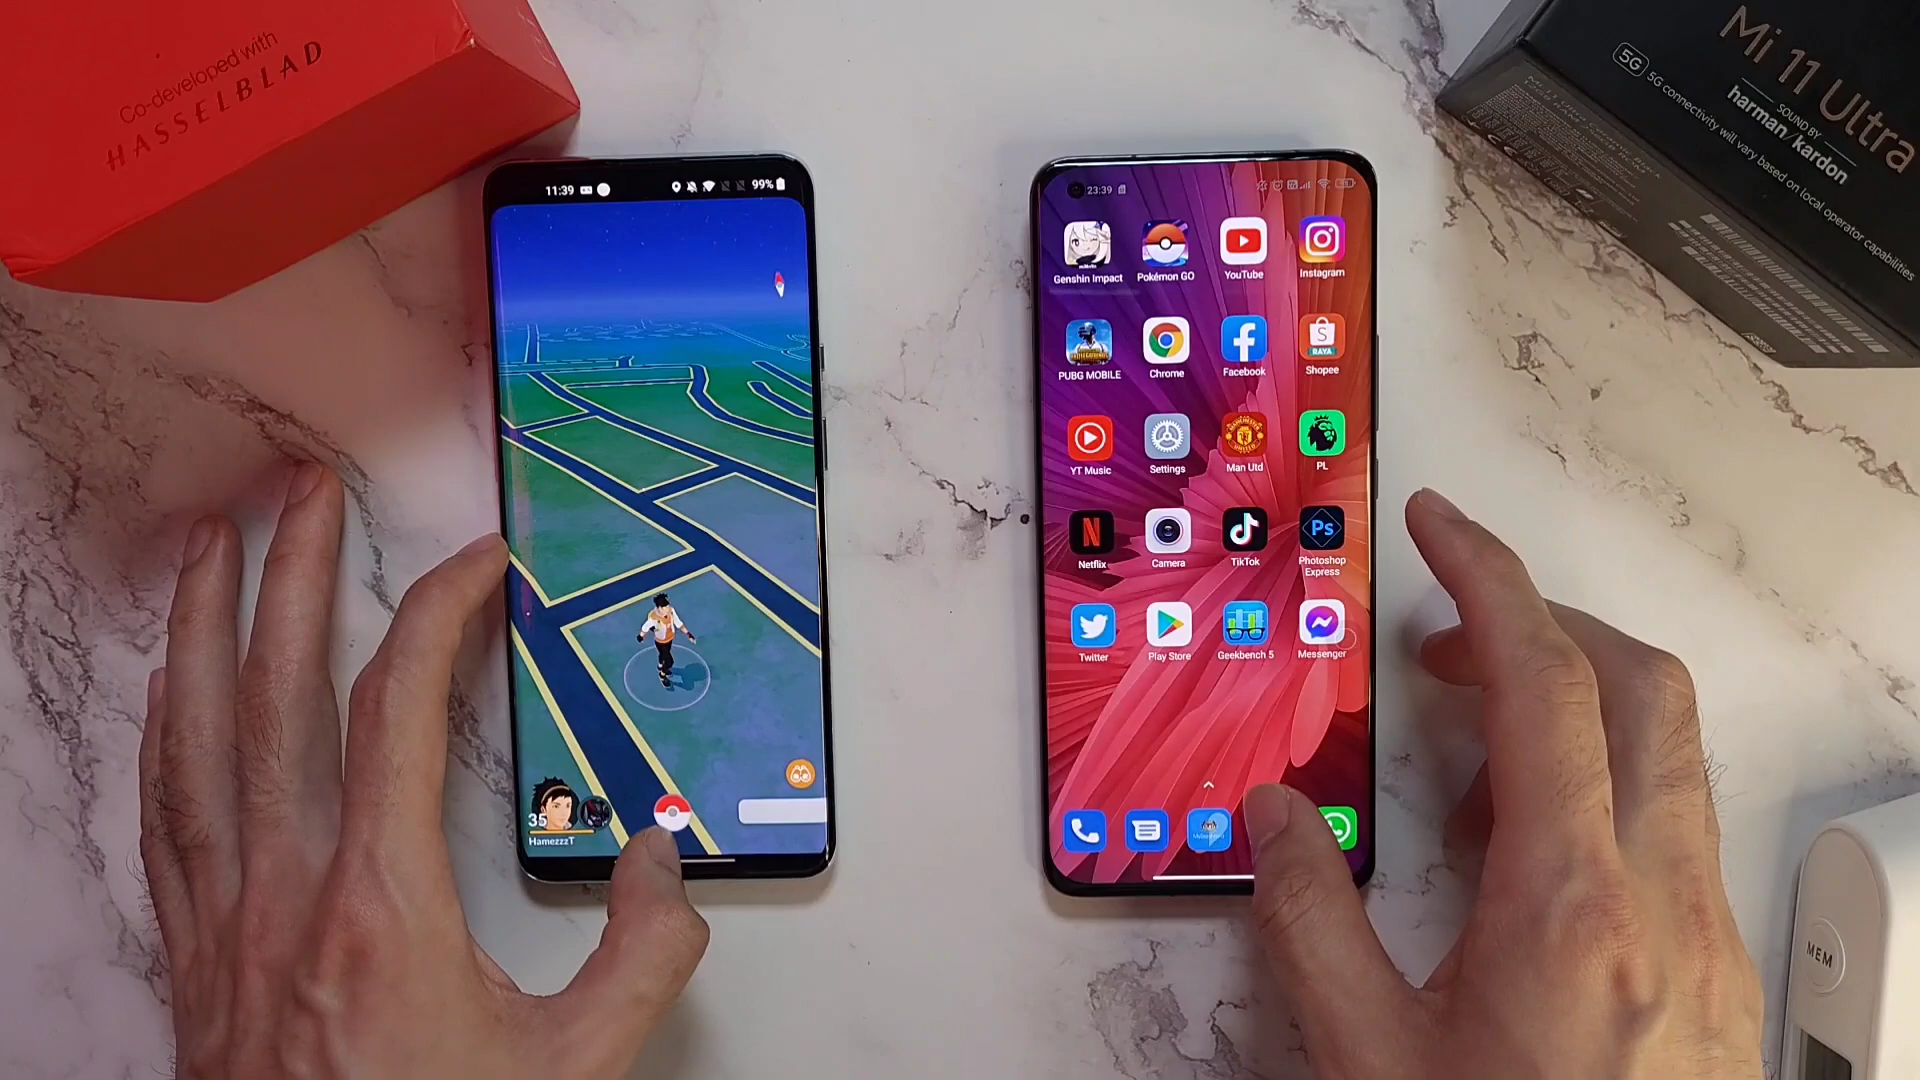 Co-developed with
HASSELBLAD
Mi 11 Ultra
5G 5G connectivity will vary based on local operator capabilities
SOUND BY
harman/kardon
11:39
99%
35
HamezzzT
23:39
Genshin Impact
Pokémon GO
YouTube
Instagram
RAYA
PUBG MOBILE
Chrome
Facebook
Shopee
YT Music
Settings
Man Utd
PL
N
Ps
Netflix
Camera
TikTok
Photoshop
Express
Twitter
Play Store
Geekbench 5
Messenger
MEM